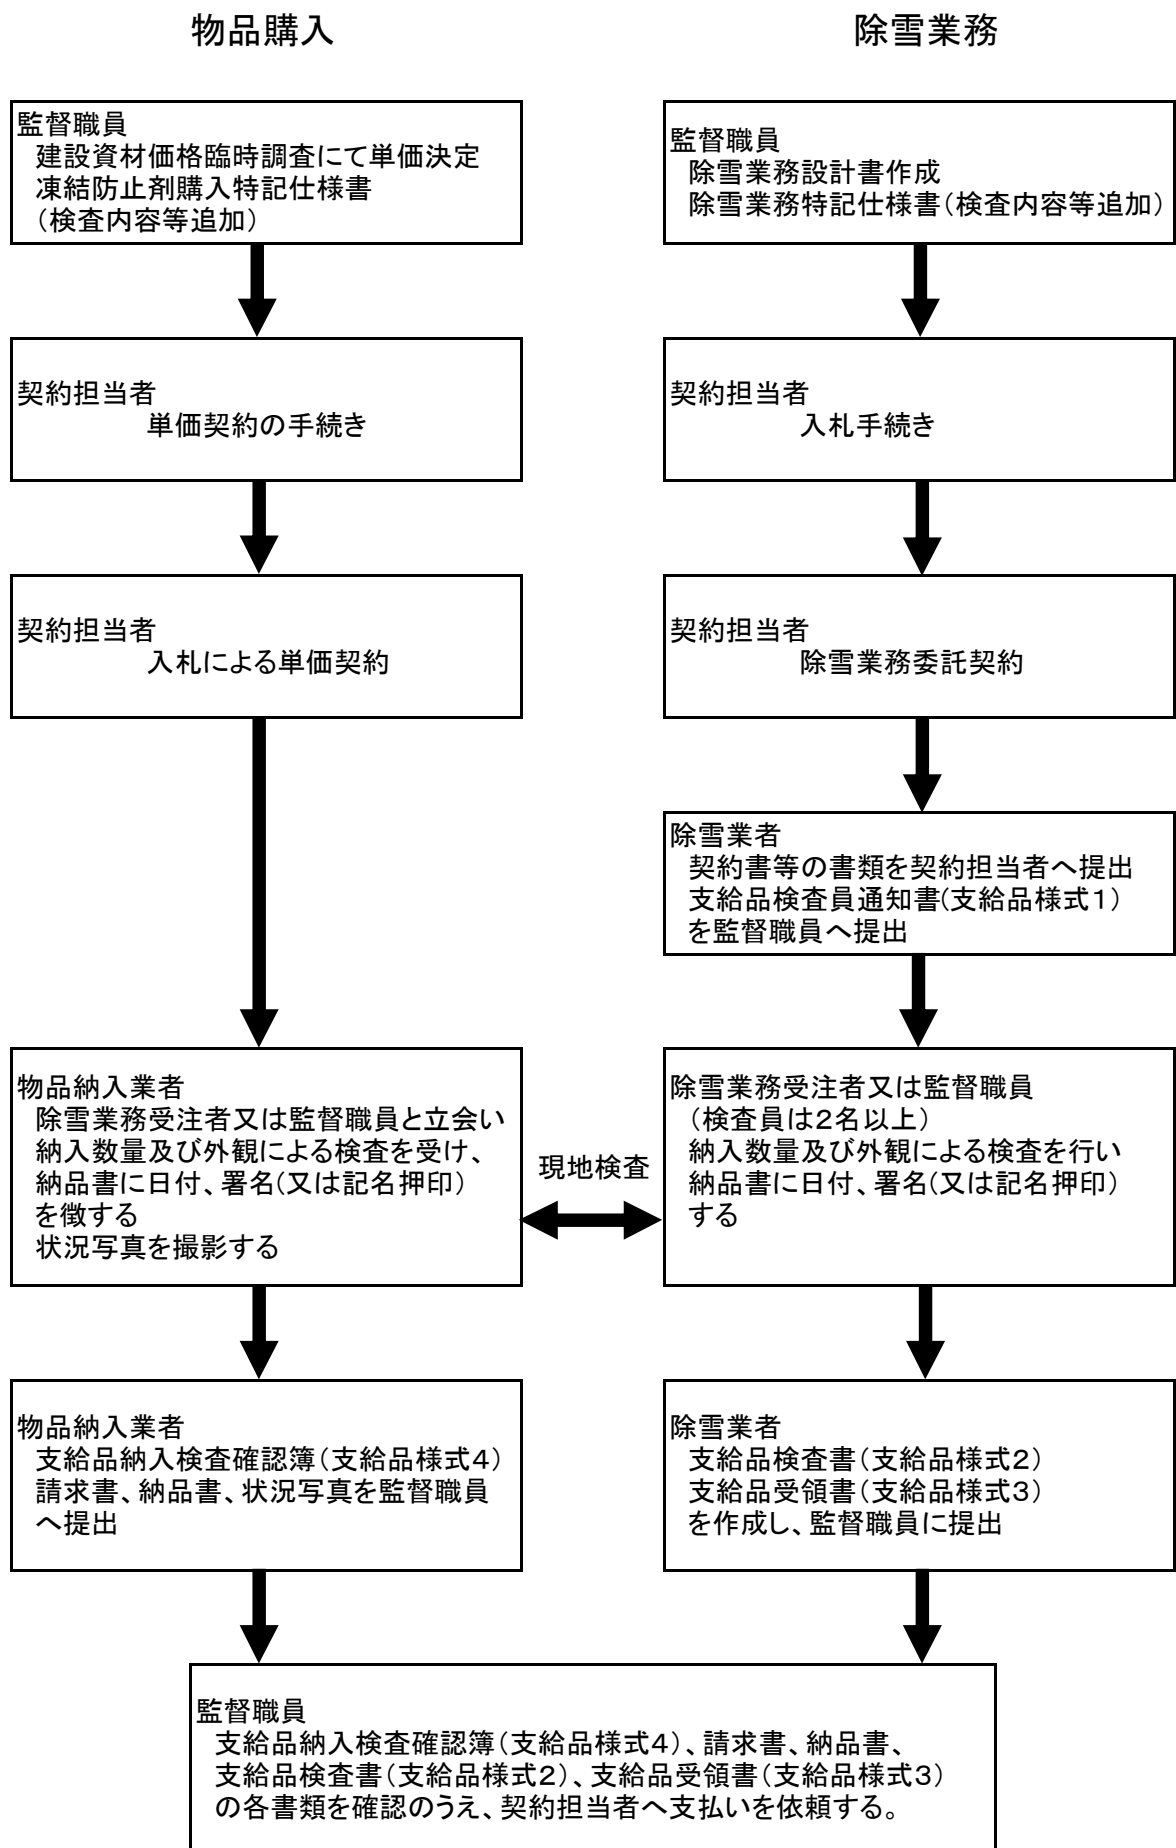 物品購入
除雪業務
監督職員
建設資材価格臨時調査にて単価決定
凍結防止剤購入特記仕様書
(検査内容等追加)
監督職員
除雪業務設計書作成
除雪業務特記仕様書(検査内容等追加)
契約担当者
単価契約の手続き
契約担当者
入札手続き
契約担当者
入札による単価契約
契約担当者
除雪業務委託契約
除雪業者
契約書等の書類を契約担当者へ提出
支給品検査員通知書(支給品様式1)
を監督職員へ提出
物品納入業者
除雪業務受注者又は監督職員と立会い
納入数量及び外観による検査を受け、
納品書に日付、署名(又は記名押印)
を徴する
状況写真を撮影する
現地検査
除雪業務受注者又は監督職員
(検査員は2名以上)
納入数量及び外観による検査を行い
納品書に日付、署名(又は記名押印)
する
物品納入業者
支給品納入検査確認簿(支給品様式4)
請求書、納品書、状況写真を監督職員
へ提出
除雪業者
支給品検査書(支給品様式2)
支給品受領書(支給品様式3)
を作成し、監督職員に提出
監督職員
支給品納入検査確認簿(支給品様式4)、請求書、納品書、
支給品検査書(支給品様式2)、支給品受領書(支給品様式3)
の各書類を確認のうえ、契約担当者へ支払いを依頼する。